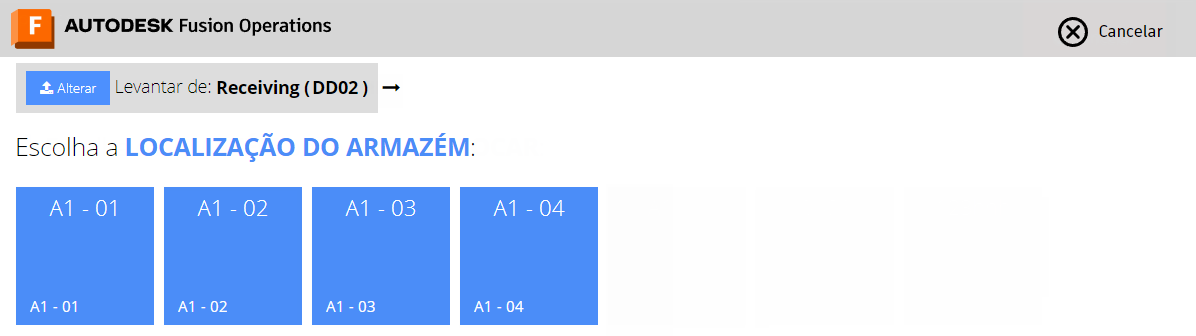 F AUTODESK Fusion Operations
Cancelar
Alterar Levantar de: Receiving ( DD02 )
Escolha a LOCALIZAÇÃO DO ARMAZÉM:
A1 - 01 A1 - 02 A1 - 03 A1 - 04
A1 - 01 A1 - 02 A1 - 03 A1 - 04